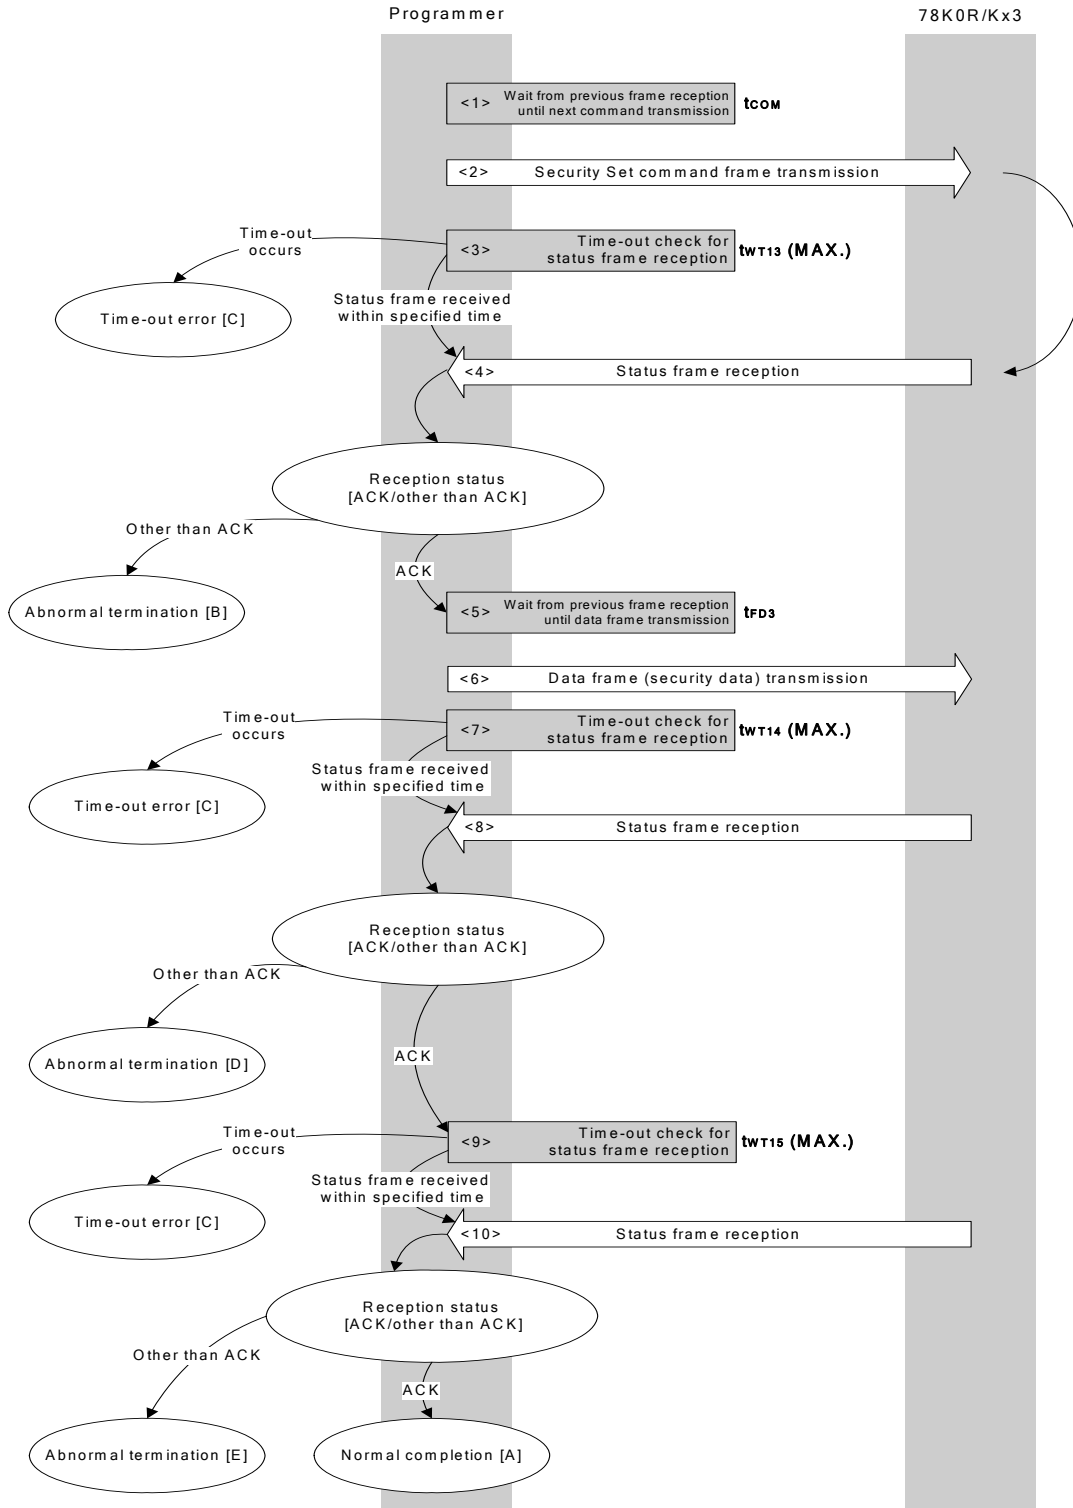 Programmer
78K0R/Kx3
<1> Wait from previous frame reception
until next command transmission
tCOM
<2> Security Set command frame transmission
Time-out
occurs
<3> Time-out check for
status frame reception
tWT13 (MAX.)
Time-out error [C]
Status frame received
within specified time
<4> Status frame reception
Reception status
[ACK/other than ACK]
Other than ACK
ACK
Abnormal termination [B]
<5> Wait from previous frame reception
until data frame transmission
tFD3
<6> Data frame (security data) transmission
Time-out
occurs
<7> Time-out check for
status frame reception
tWT14 (MAX.)
Status frame received
within specified time
Time-out error [C]
<8> Status frame reception
Reception status
[ACK/other than ACK]
Other than ACK
ACK
Abnormal termination [D]
Time-out
occurs
<9> Time-out check for
status frame reception
tWT15 (MAX.)
Status frame received
within specified time
Time-out error [C]
<10> Status frame reception
Reception status
[ACK/other than ACK]
Other than ACK
ACK
Abnormal termination [E]
Normal completion [A]